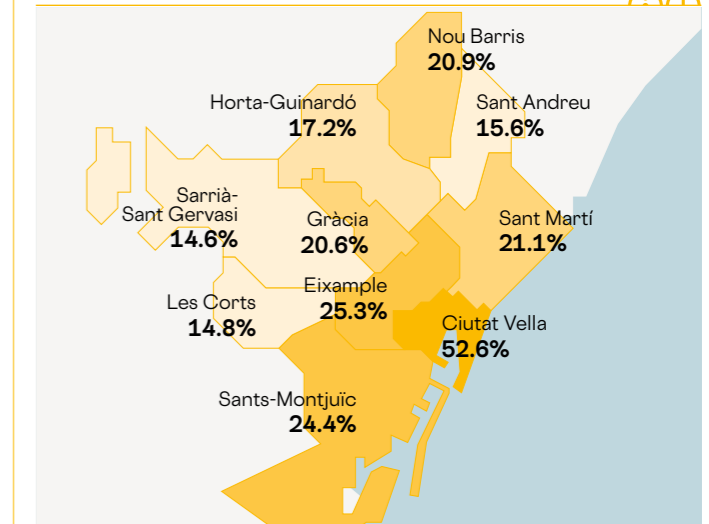 Nou Barris
20.9%
Horta-Guinardó
17.2%
Sant Andreu
15.6%
Sarrià-
Sant Gervasi
14.6%
Gràcia
20.6%
Sant Martí
21.1%
Eixample
25.3%
Les Corts
14.8%
Ciutat Vella
52.6%
Sants-Montjuïc
24.4%